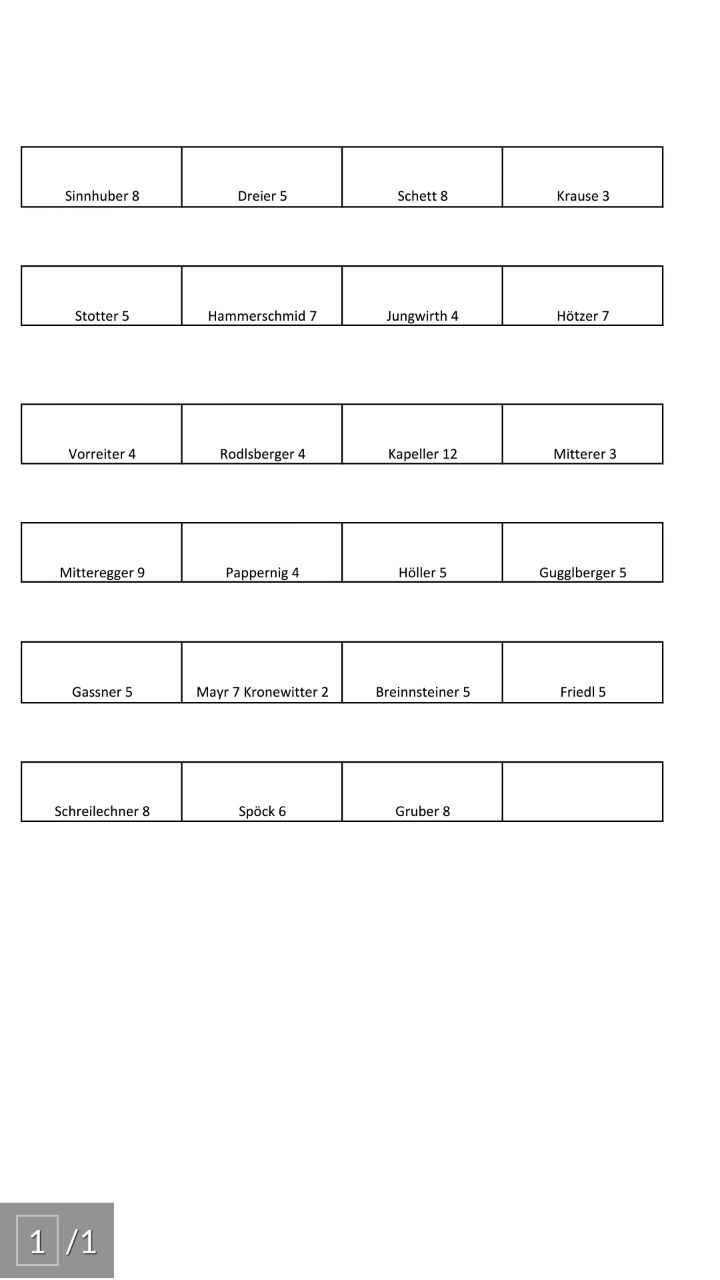 Sinnhuber 8 Dreier 5 Schett 8 Krause 3
Stotter 5 Hammerschmid 7 Jungwirth 4 Hötzer 7
Vorreiter 4 Rodlsberger 4 Kapeller 12 Mitterer 3
Mitteregger 9 Pappernig 4 Höller 5 Gugglberger 5
Gassner 5 Mayr 7 Kronewitter 2 Breinnsteiner 5 Friedl 5
Schreilechner 8 Spöck 6 Gruber 8
1 /1